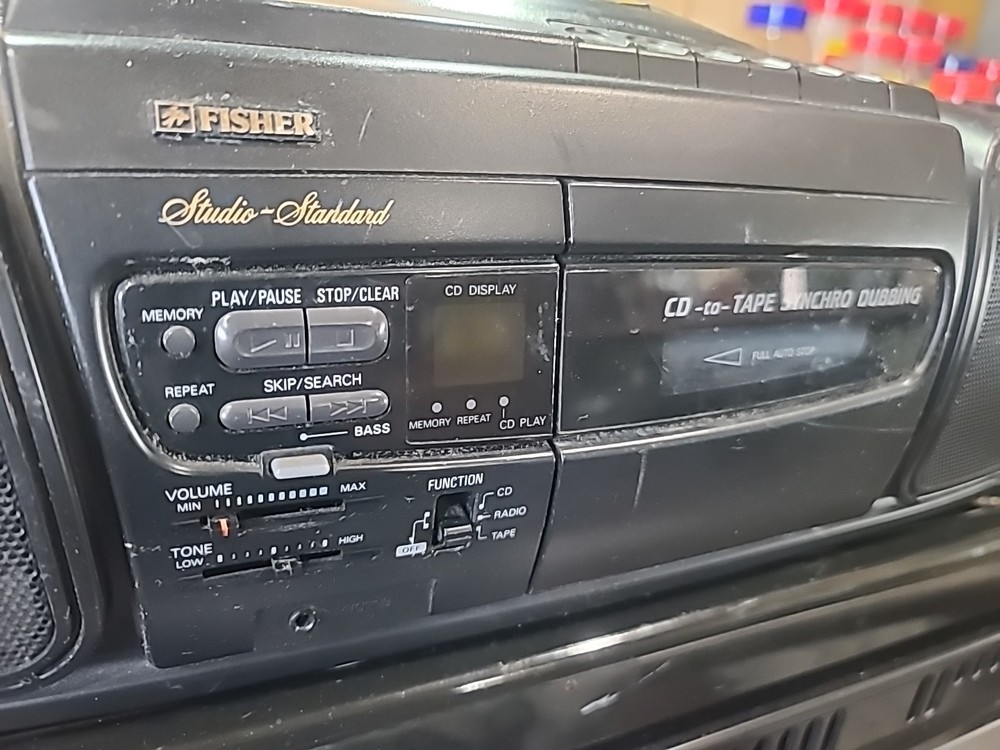 FISHER
Studio-Standard
PLAY/PAUSE STOP/CLEAR
MEMORY
REPEAT
SKIP/SEARCH
BASS
CD DISPLAY
MEMORY REPEAT CD PLAY
CD-to-TAPE SYNCHRO DUBBING
FULL AUTO STOP
VOLUME
MIN MAX
TONE
LOW HIGH
FUNCTION
CD
RADIO
TAPE
OFF